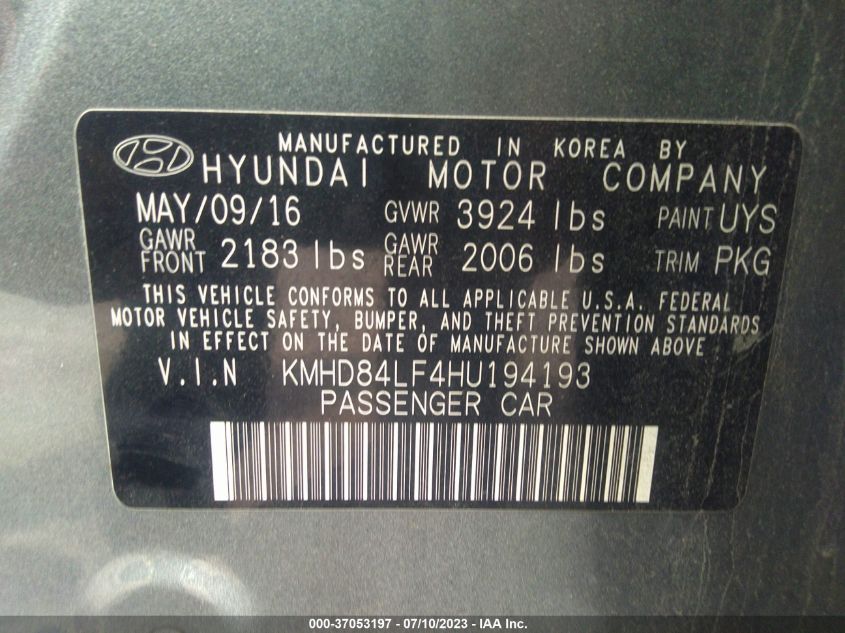 MANUFACTURED IN KOREA BY
HYUNDAI MOTOR COMPANY
MAY/09/16 GVWR 3924 lbs PAINT UYS
GAWR FRONT 2183 lbs GAWR REAR 2006 lbs TRIM PKG
THIS VEHICLE CONFORMS TO ALL APPLICABLE U.S.A. FEDERAL
MOTOR VEHICLE SAFETY, BUMPER, AND THEFT PREVENTION STANDARDS
IN EFFECT ON THE DATE OF MANUFACTURE SHOWN ABOVE.
V.I.N KMHD84LF4HU194193
PASSENGER CAR
000-37053197 - 07/10/2023 - IAA Inc.